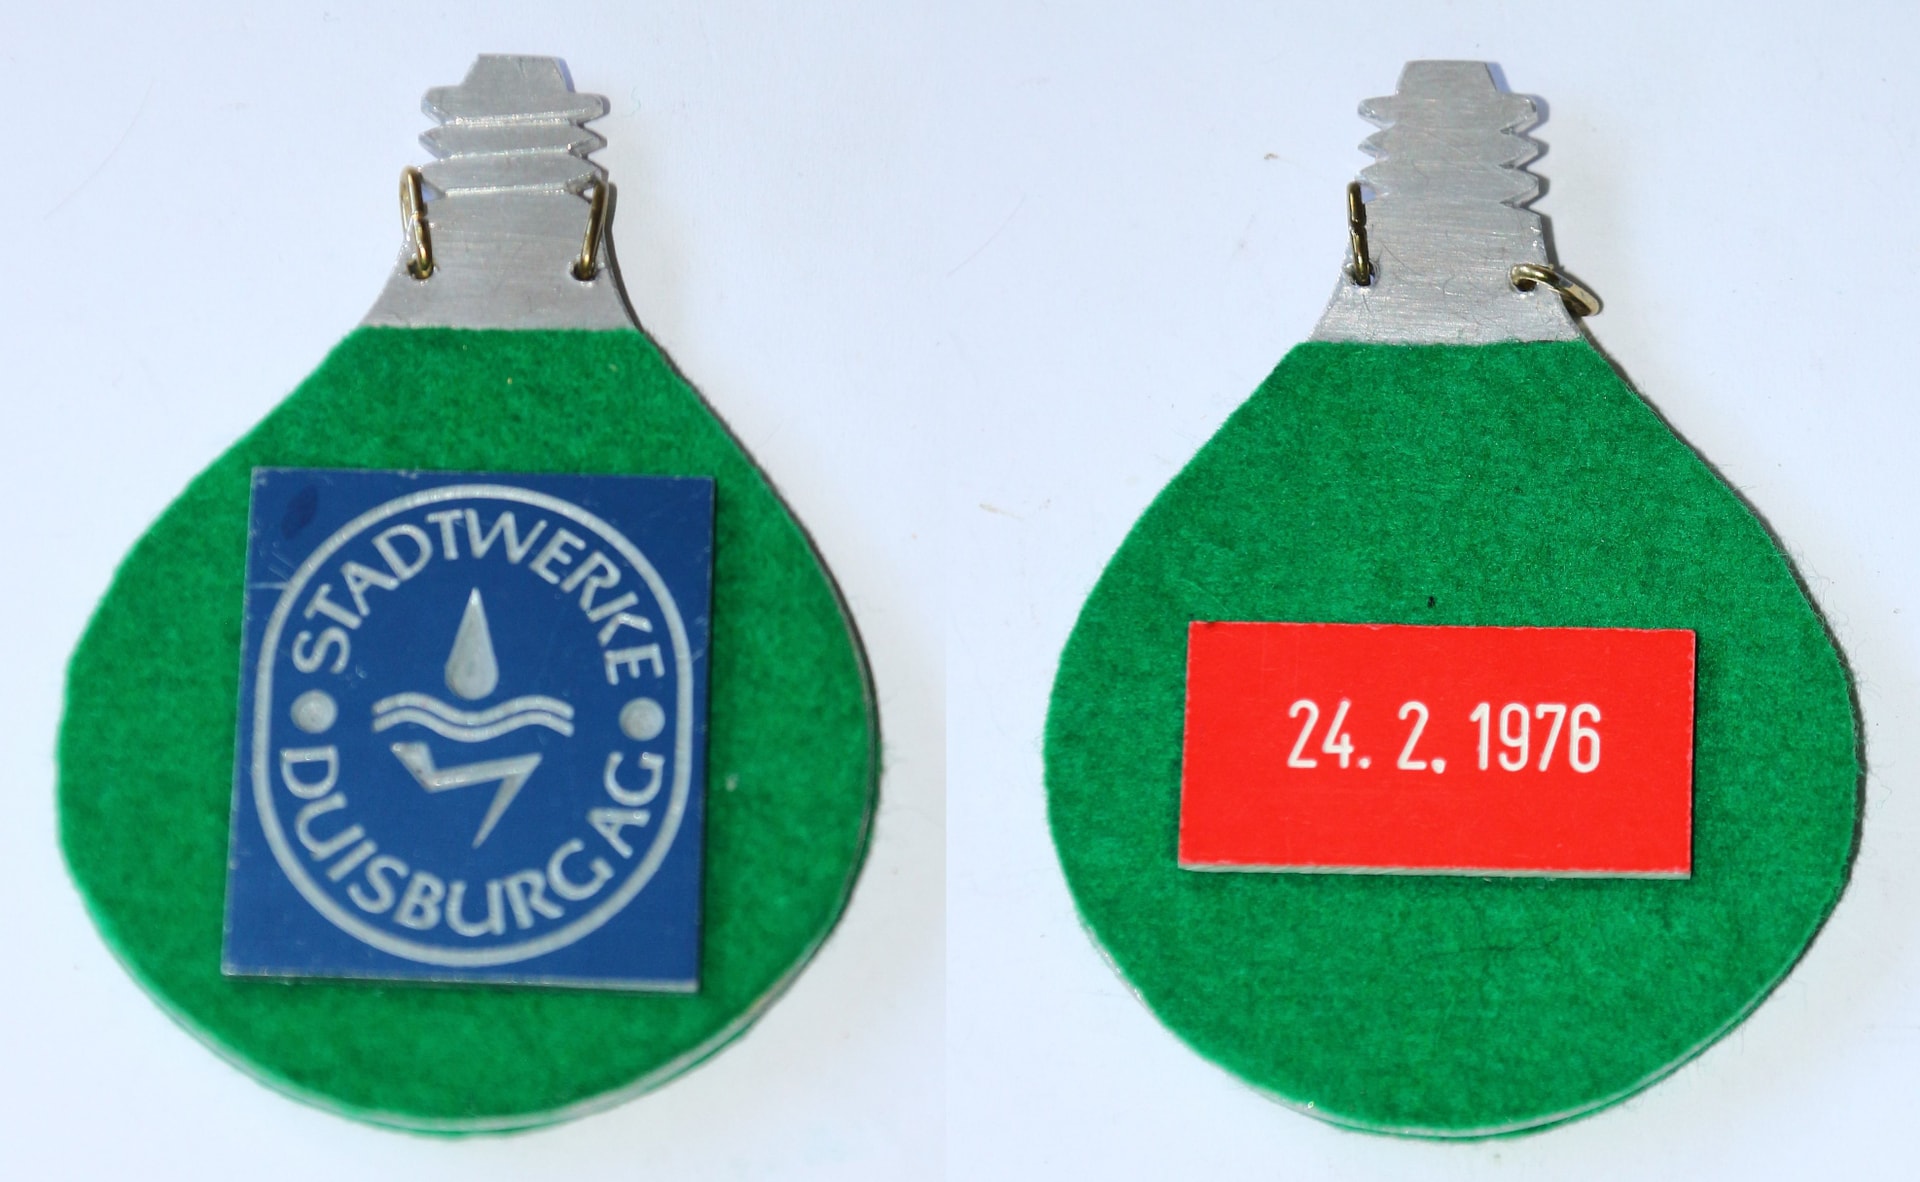 STADTWERKE
DUISBURG AG
24. 2. 1976